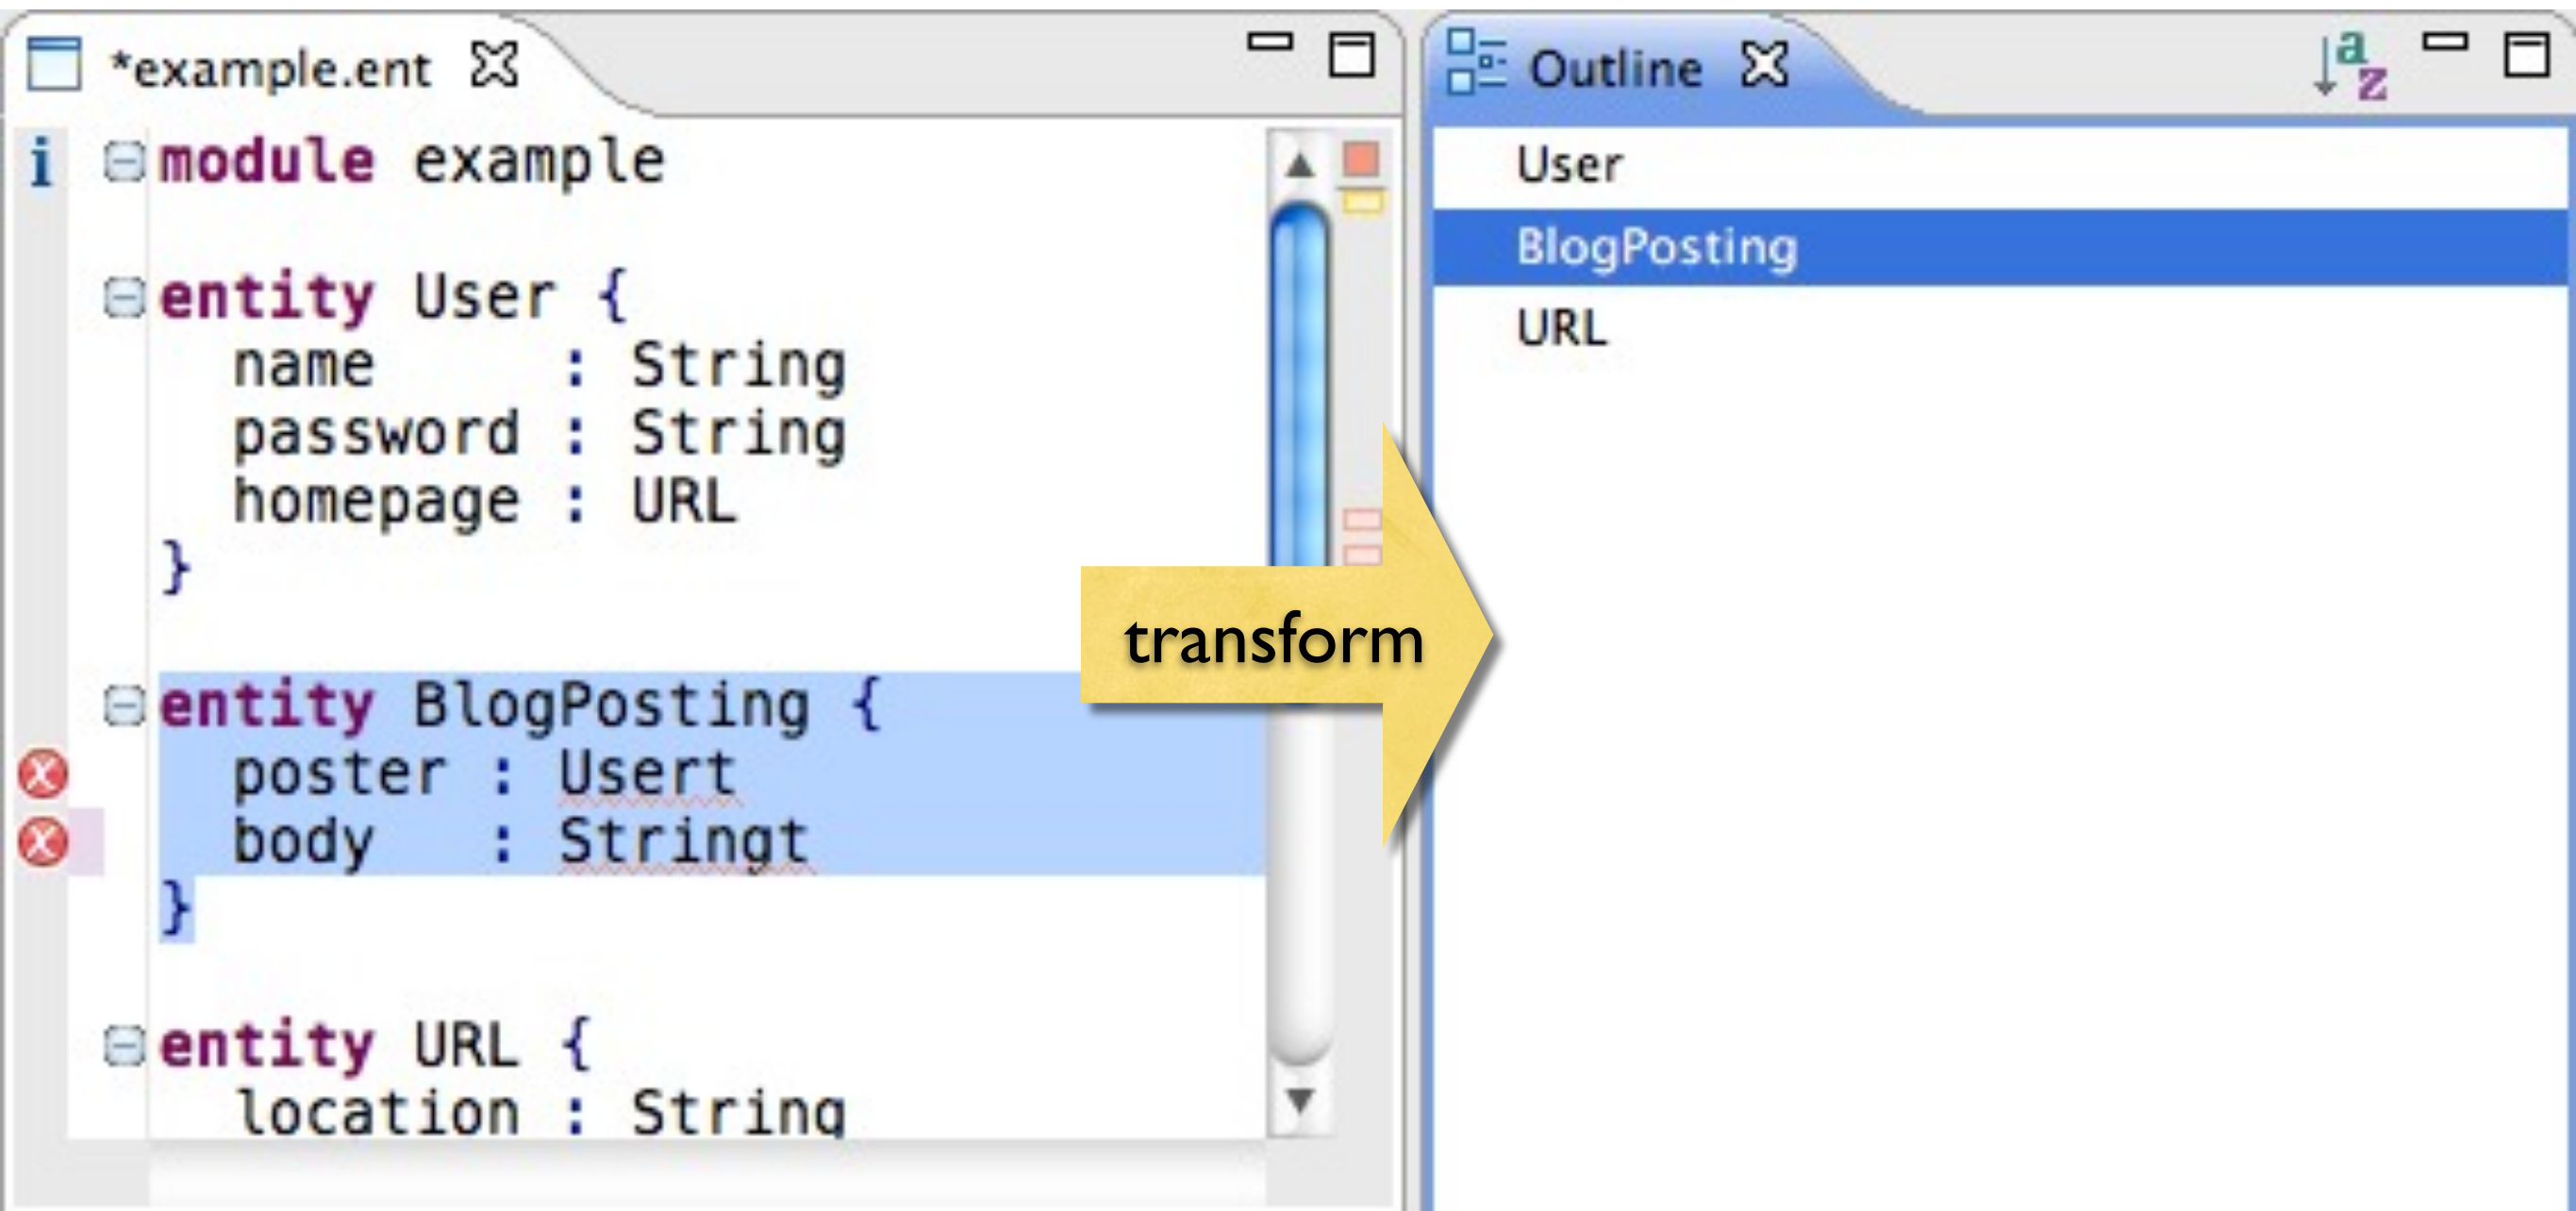 *example.ent
module example
entity User {
name : String
password : String
homepage : URL
}
entity BlogPosting {
poster : Usert
body : Stringt
}
entity URL {
location : String
transform
Outline
User
BlogPosting
URL